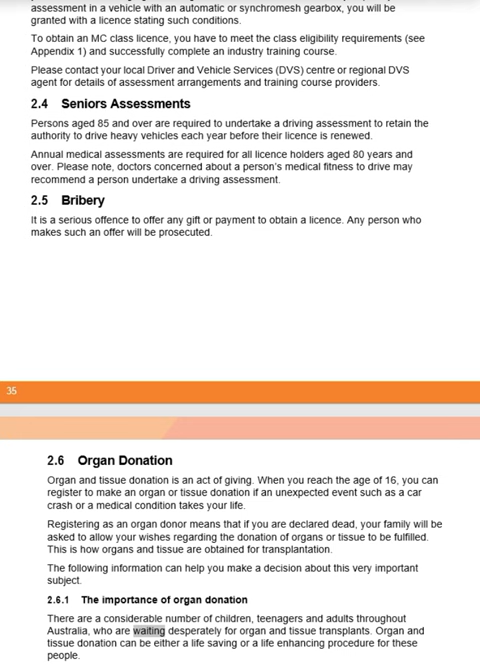 assessment in a vehicle with an automatic or synchromesh gearbox, you will be
granted with a licence stating such conditions.
To obtain an MC class licence, you have to meet the class eligibility requirements (see
Appendix 1) and successfully complete an industry training course.
Please contact your local Driver and Vehicle Services (DVS) centre or regional DVS
agent for details of assessment arrangements and training course providers.
2.4 Seniors Assessments
Persons aged 85 and over are required to undertake a driving assessment to retain the
authority to drive heavy vehicles each year before their licence is renewed.
Annual medical assessments are required for all licence holders aged 80 years and
over. Please note, doctors concerned about a person's medical fitness to drive may
recommend a person undertake a driving assessment.
2.5 Bribery
It is a serious offence to offer any gift or payment to obtain a licence. Any person who
makes such an offer will be prosecuted.
35
2.6 Organ Donation
Organ and tissue donation is an act of giving. When you reach the age of 16, you can
register to make an organ or tissue donation if an unexpected event such as a car
crash or a medical condition takes your life.
Registering as an organ donor means that if you are declared dead, your family will be
asked to allow your wishes regarding the donation of organs or tissue to be fulfilled.
This is how organs and tissue are obtained for transplantation.
The following information can help you make a decision about this very important
subject.
2.6.1 The importance of organ donation
There are a considerable number of children, teenagers and adults throughout
Australia, who are waiting desperately for organ and tissue transplants. Organ and
tissue donation can be either a life saving or a life enhancing procedure for these
people.